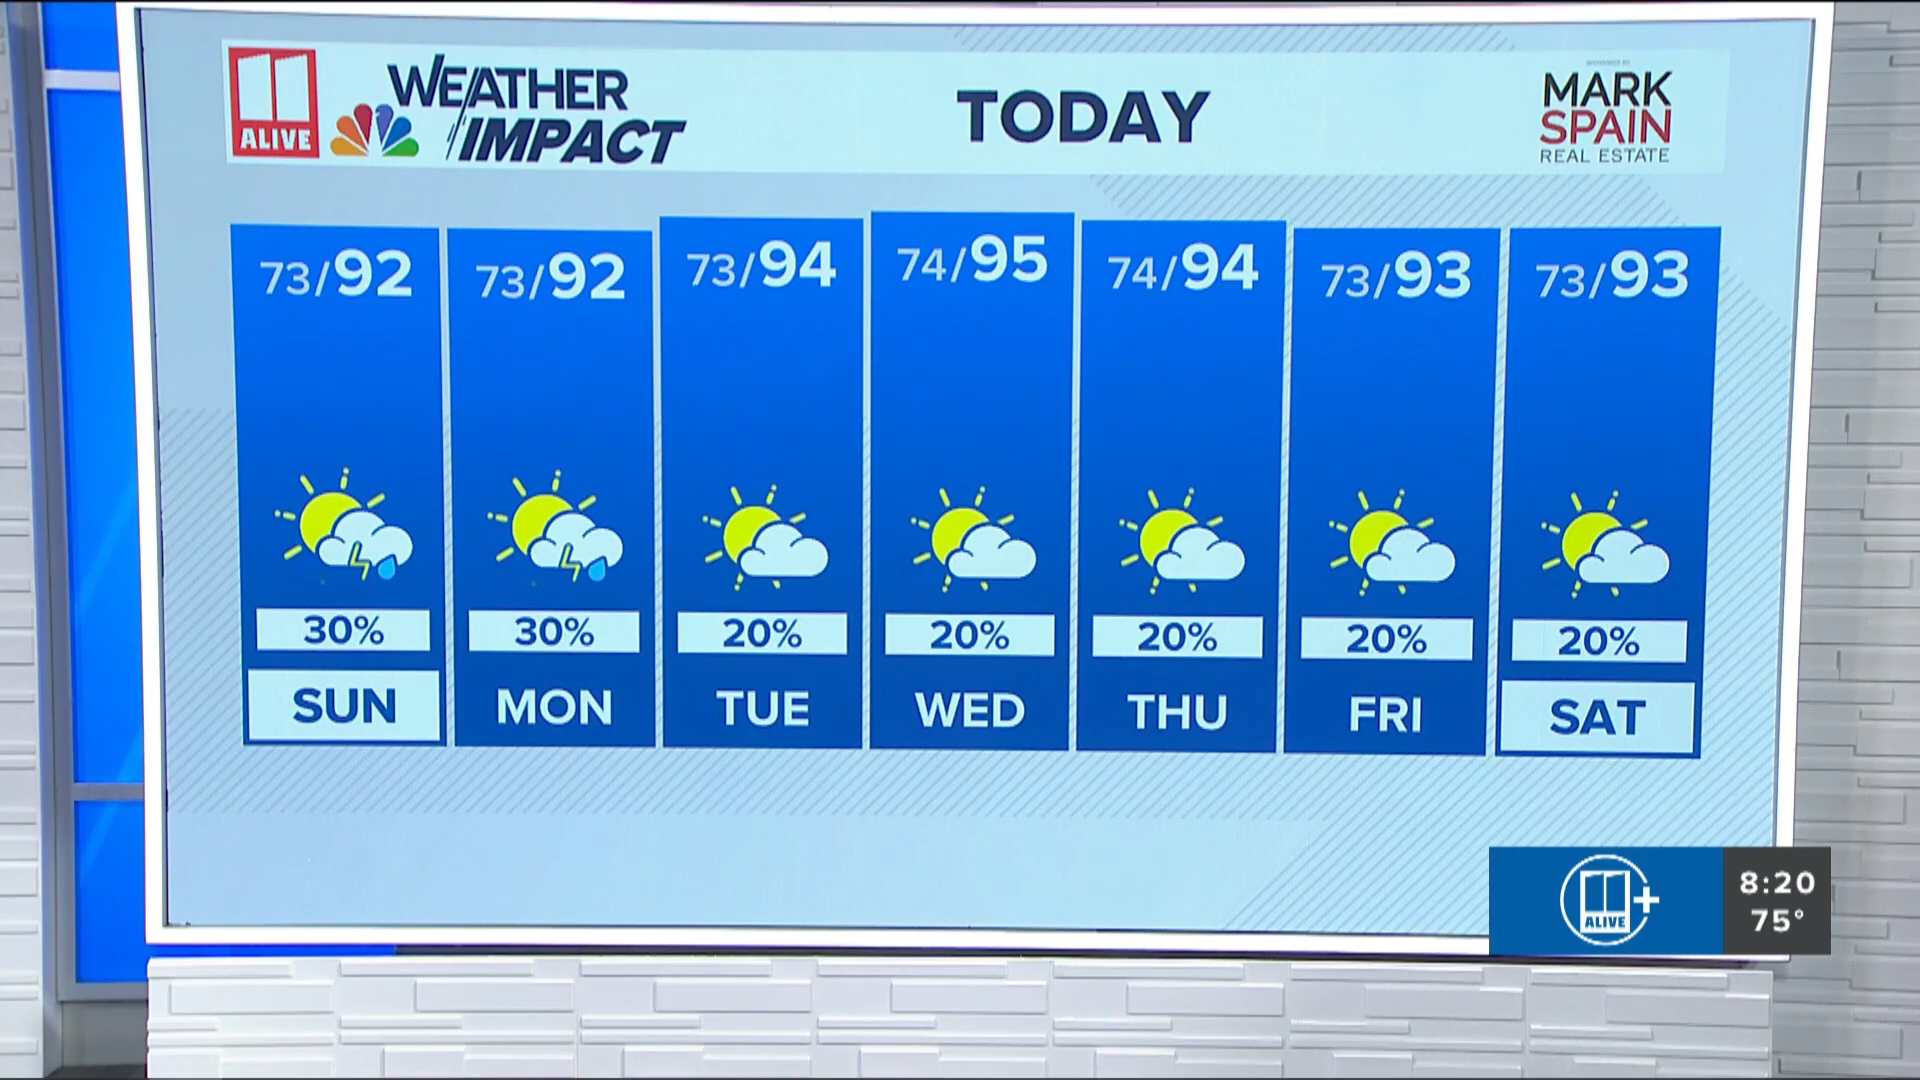 ALIVE
WEATHER
IMPACT
TODAY
MARK
SPAIN
REAL ESTATE
73/92
73/92
73/94
74/95
74/94
73/93
73/93
30%
30%
20%
20%
20%
20%
20%
SUN
MON
TUE
WED
THU
FRI
SAT
ALIVE
+
8:20
75°